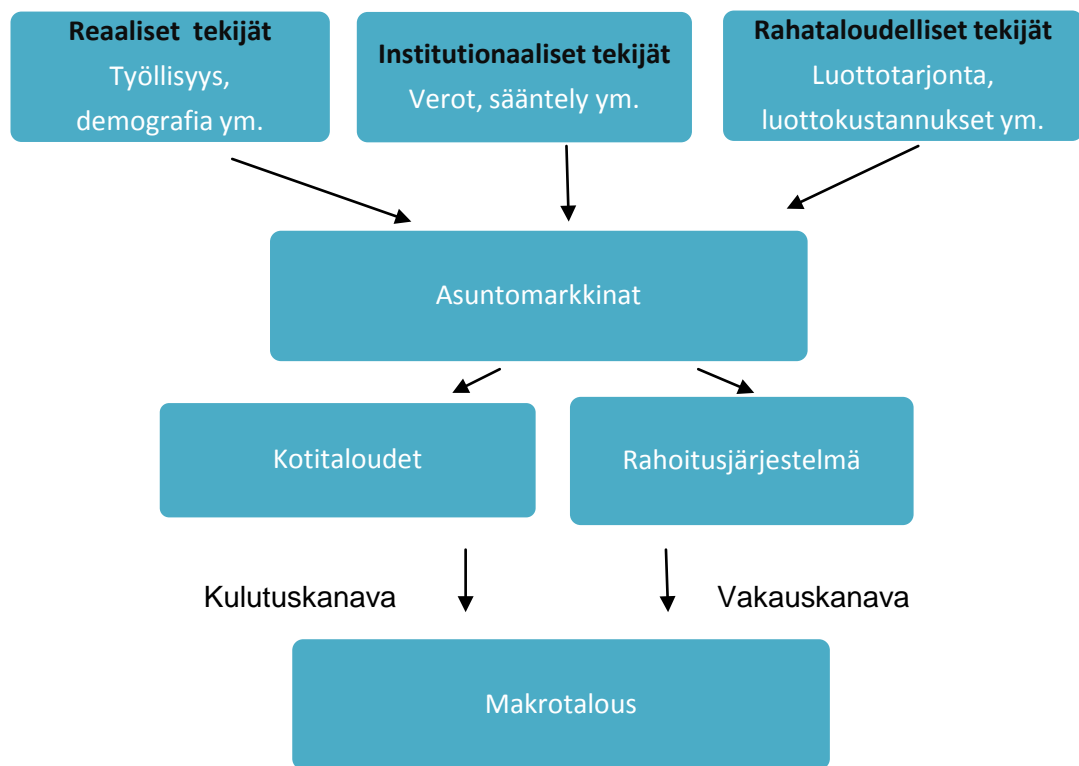 Reaaliset tekijät
Työllisyys,
demografia ym.
Institutionaaliset tekijät
Verot, sääntely ym.
Rahataloudelliset tekijät
Luottotarjonta,
luottokustannukset ym.
Asuntomarkkinat
Kotitaloudet
Rahoitusjärjestelmä
Kulutuskanava
Vakauskanava
Makrotalous